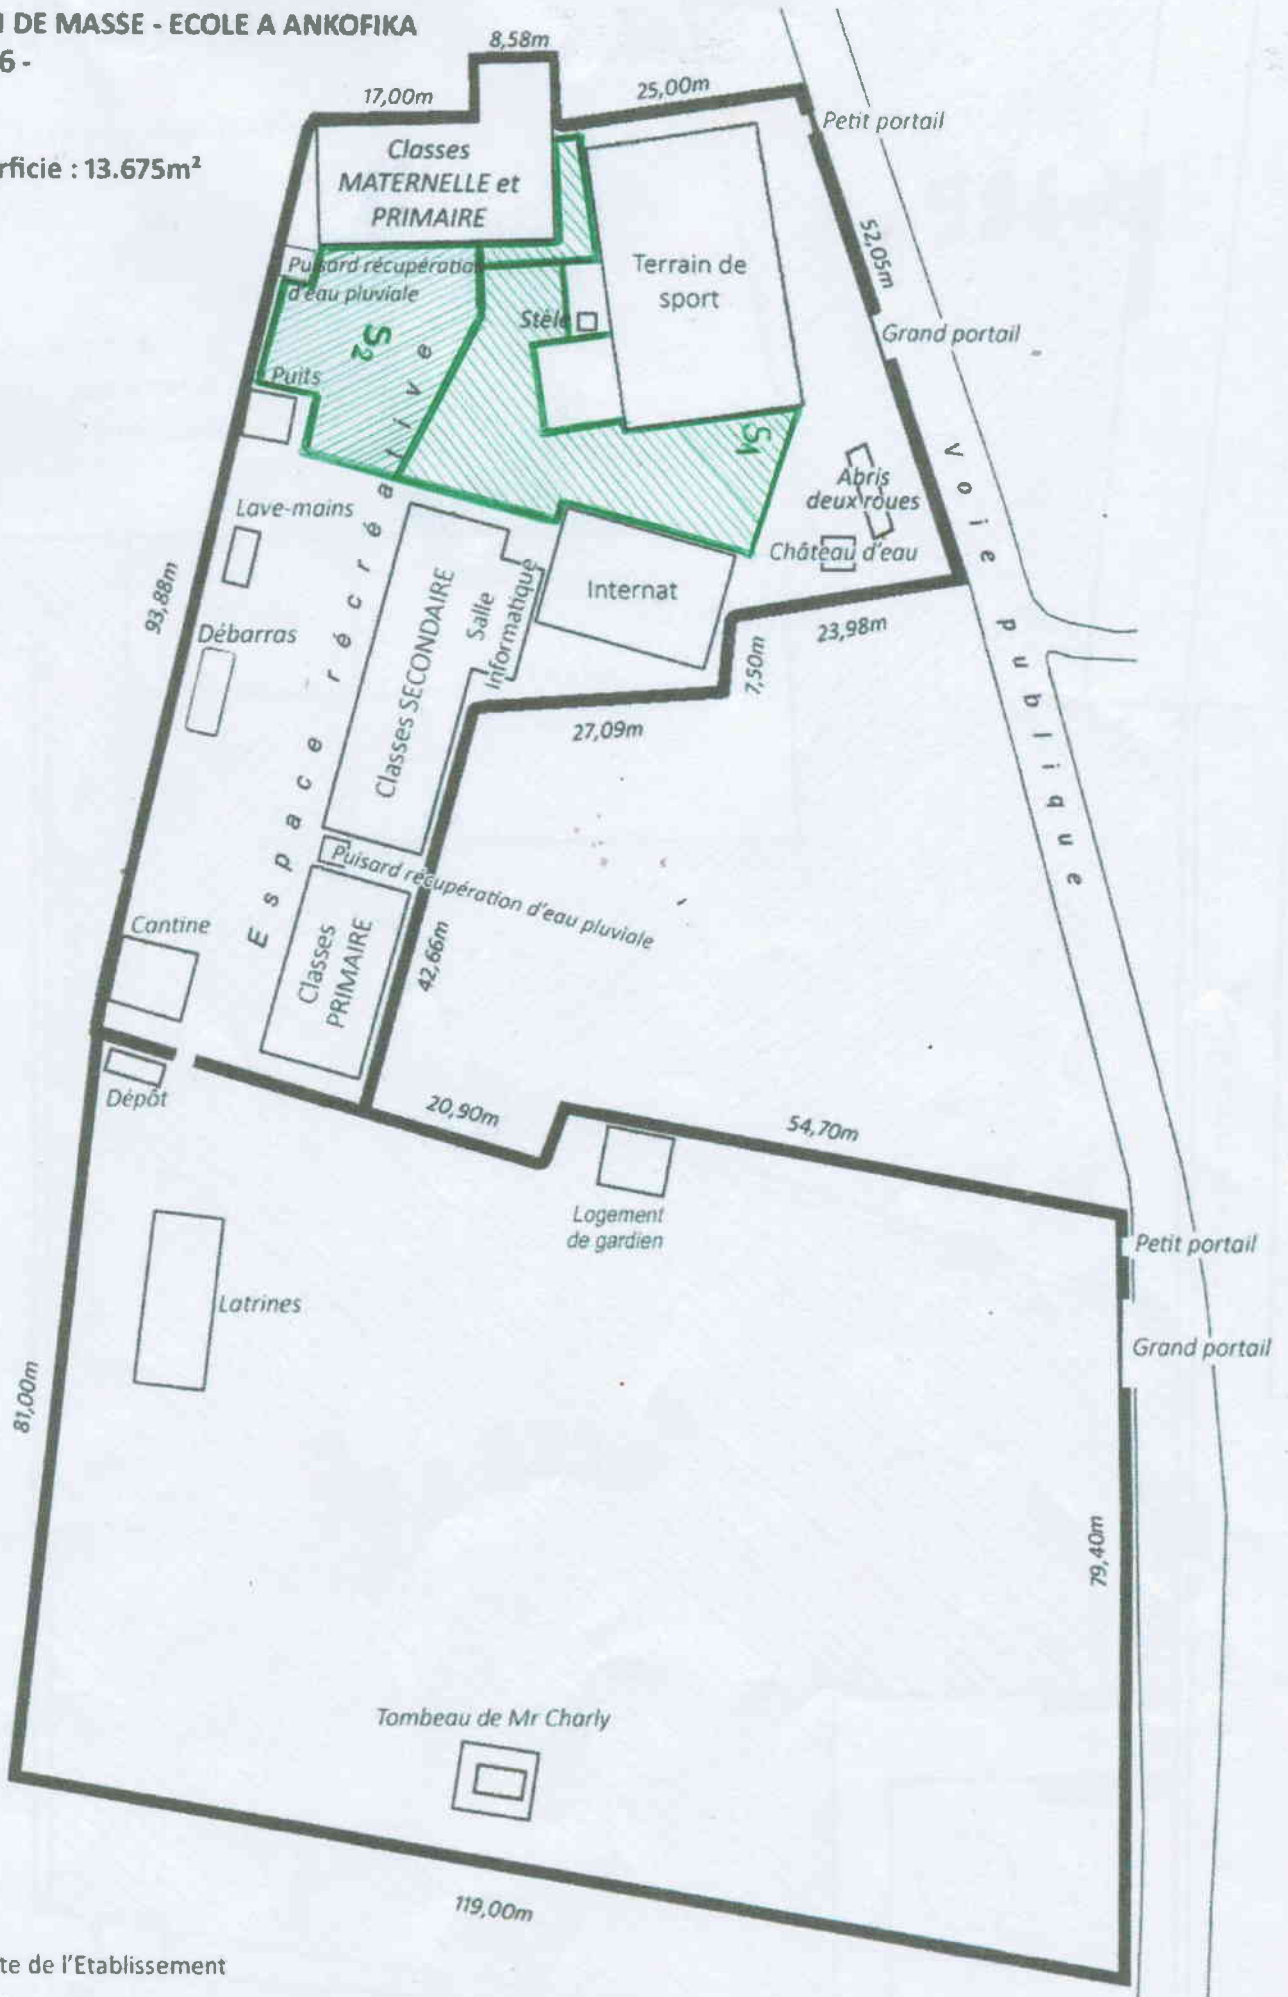 DE MASSE - ECOLE A ANKOFIKA
6 -
8,58m
17,00m
25,00m
Petit portail
: 13.675m²
Classes
MATERNELLE et
PRIMAIRE
52,05m
Puisard récupération
d'eau pluviale
Terrain de
sport
Stèle
Grand portail
S2
Puits
S1
Voie publique
Abris
deux roues
Lave-mains
Château d'eau
Espace récréative
93,88m
Classes SECONDAIRE
Salle
Informatique
Internat
23,98m
Débarras
7,50m
27,09m
Puisard récupération d'eau pluviale
Cantine
Classes
PRIMAIRE
42,66m
Dépôt
20,90m
54,70m
Logement
de gardien
Petit portail
Latrines
Grand portail
81,00m
79,40m
Tombeau de Mr Charly
119,00m
de l'Etablissement